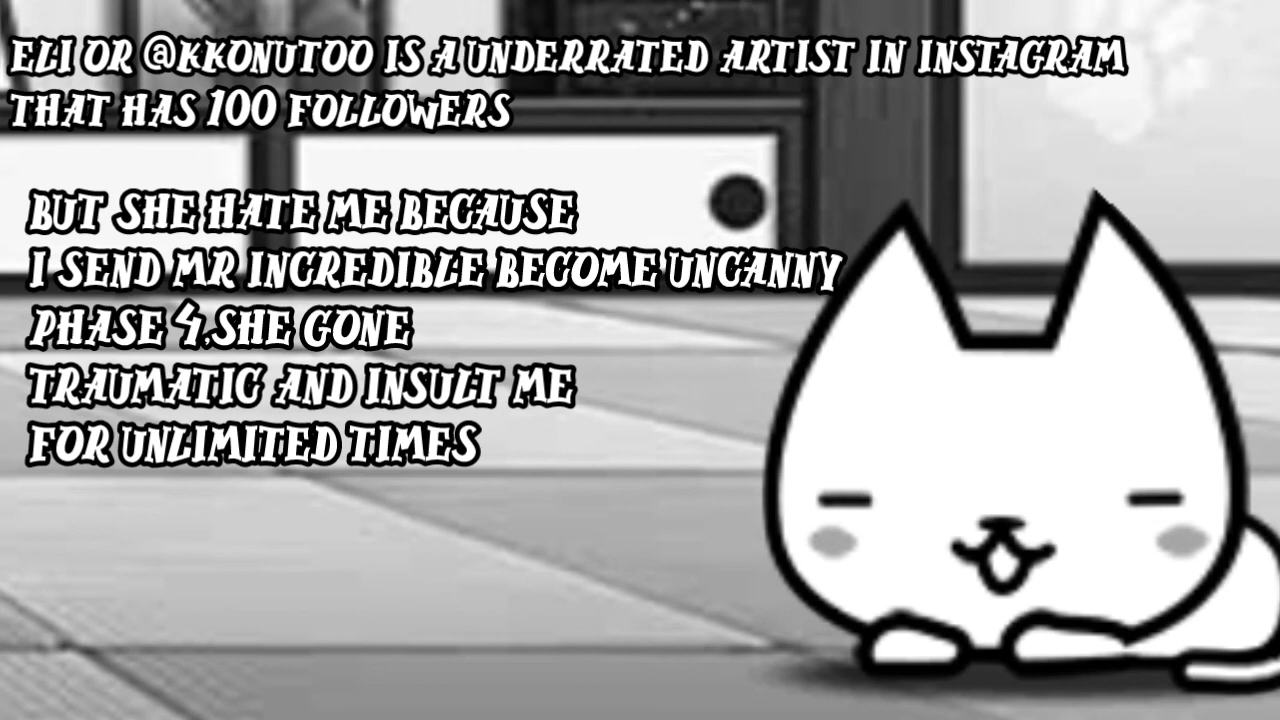 ELI OR @KKONUTOO IS A UNDERRATED ARTIST IN INSTAGRAM
THAT HAS 100 FOLLOWERS
BUT SHE HATE ME BECAUSE
I SEND MR INCREDIBLE BECOME UNCANNY
PHASE 4.SHE GONE
TRAUMATIC AND INSULT ME
FOR UNLIMITED TIMES